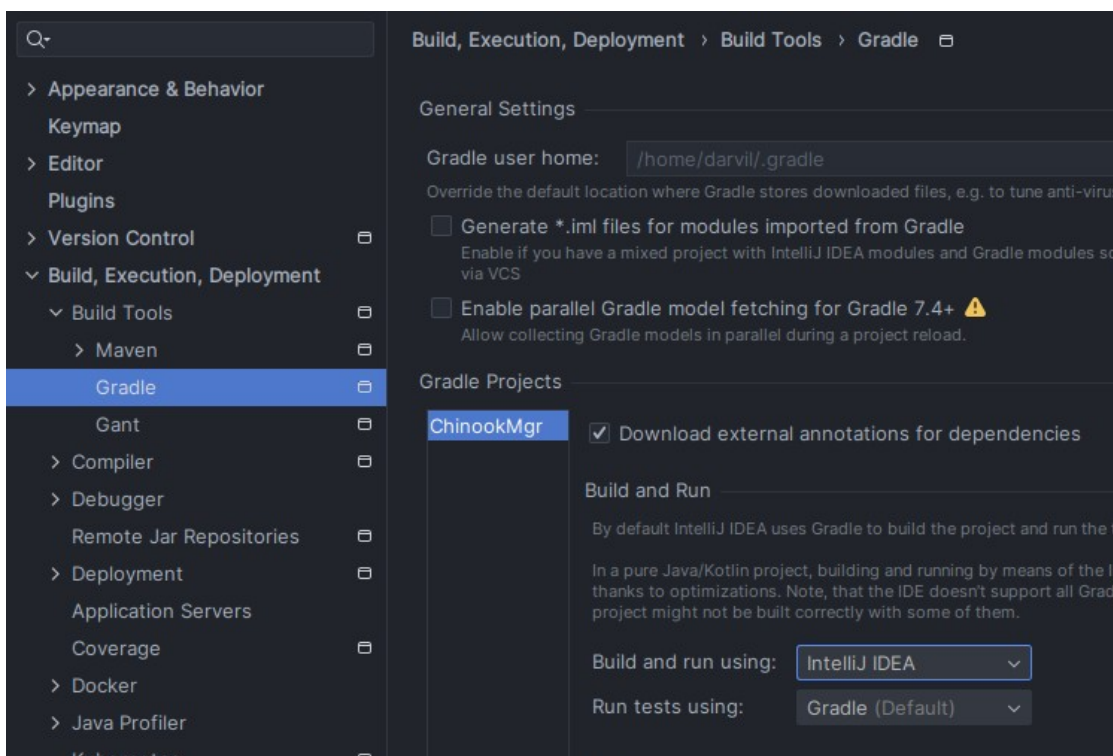 Appearance & Behavior
Keymap
Editor
Plugins
Version Control
Build, Execution, Deployment
Build Tools
Maven
Gradle
Gant
Compiler
Debugger
Remote Jar Repositories
Deployment
Application Servers
Coverage
Docker
Java Profiler
Build, Execution, Deployment › Build Tools › Gradle
General Settings
Gradle user home: /home/darvil/.gradle
Override the default location where Gradle stores downloaded files, e.g. to tune anti-viru
Generate *.iml files for modules imported from Gradle
Enable if you have a mixed project with IntelliJ IDEA modules and Gradle modules so
via VCS
Enable parallel Gradle model fetching for Gradle 7.4+
Allow collecting Gradle models in parallel during a project reload.
Gradle Projects
ChinookMgr
Download external annotations for dependencies
Build and Run
By default IntelliJ IDEA uses Gradle to build the project and run the
In a pure Java/Kotlin project, building and running by means of the
thanks to optimizations. Note, that the IDE doesn't support all Grad
project might not be built correctly with some of them.
Build and run using: IntelliJ IDEA
Run tests using: Gradle (Default)